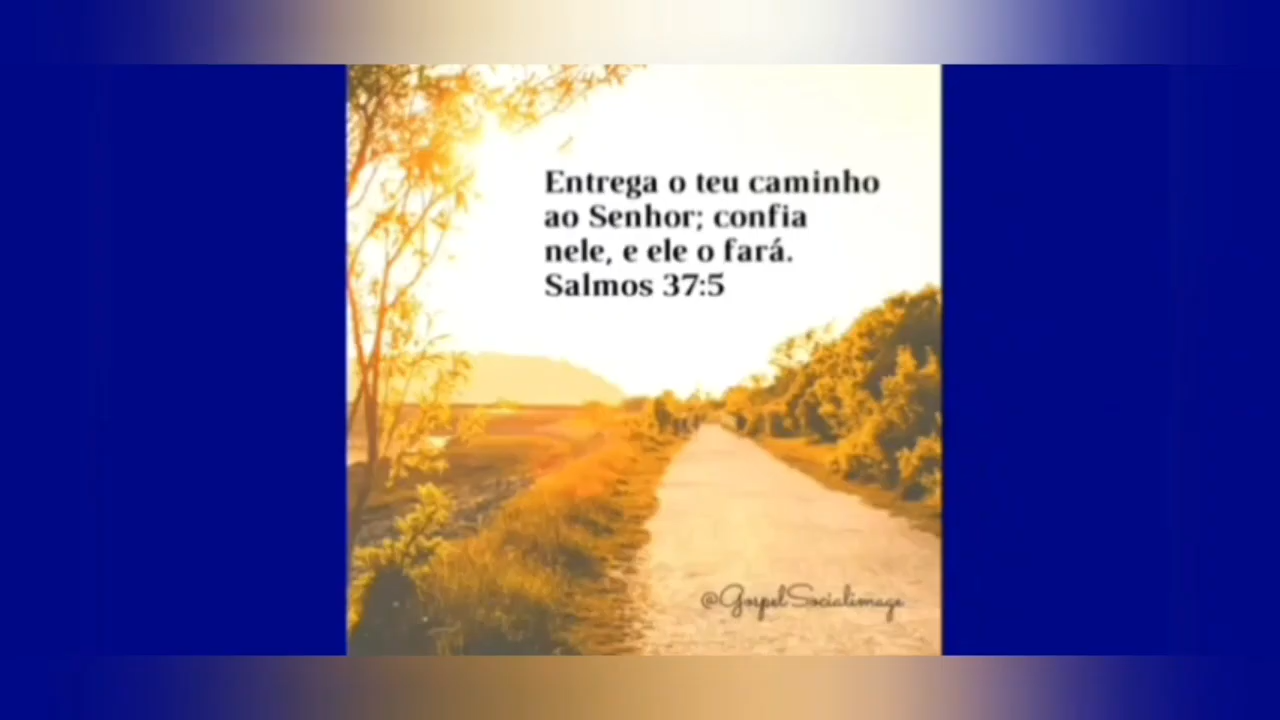 Entrega o teu caminho
ao Senhor; confia
nele, e ele o fará.
Salmos 37:5
@GospelSocialimage